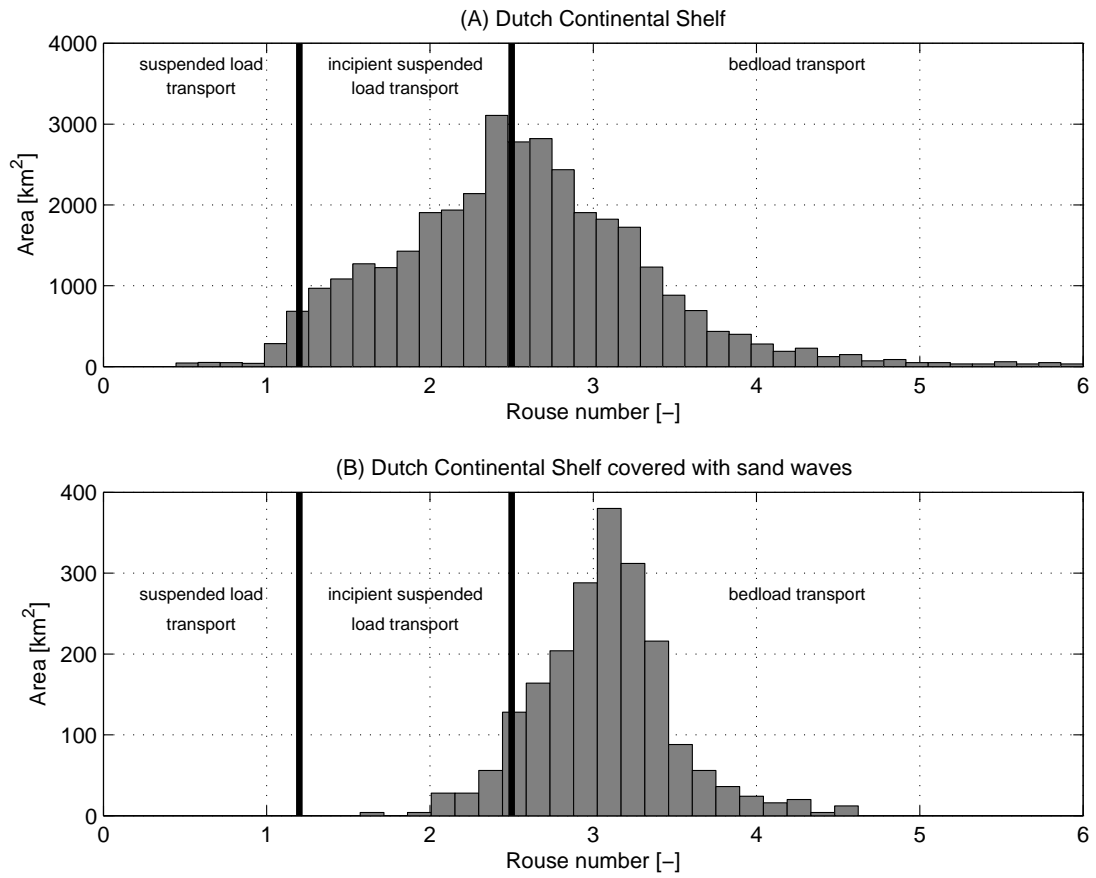 (A) Dutch Continental Shelf
4000
3000
2000
1000
0
Area [km²]
suspended load
transport
incipient suspended
load transport
bedload transport
0 1 2 3 4 5 6
Rouse number [−]
(B) Dutch Continental Shelf covered with sand waves
400
300
200
100
0
Area [km²]
suspended load
transport
incipient suspended
load transport
bedload transport
0 1 2 3 4 5 6
Rouse number [−]